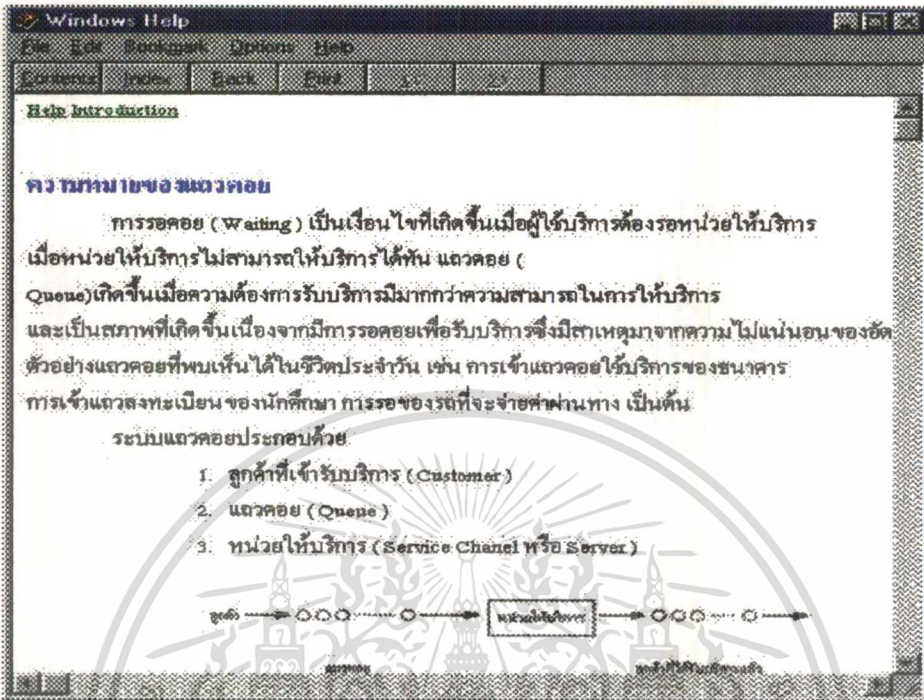 Windows Help
File Edit Bookmark Options Help
Contents Index Back Print << >>
Help Introduction
ความหมายของแถวคอย
การรอคอย ( Waiting ) เป็นเงื่อนไขที่เกิดขึ้นเมื่อผู้ใช้บริการต้องรอหน่วยให้บริการ
เมื่อหน่วยให้บริการไม่สามารถให้บริการได้ทัน แถวคอย (
Queue)เกิดขึ้นเมื่อความต้องการรับบริการมีมากกว่าความสามารถในการให้บริการ
และเป็นสภาพที่เกิดขึ้นเนื่องจากมีการรอคอยเพื่อรับบริการซึ่งมีสาเหตุมาจากความไม่แน่นอนของอัต
ตัวอย่างแถวคอยที่พบเห็นได้ในชีวิตประจำวัน เช่น การเข้าแถวคอยใช้บริการของธนาคาร
การเข้าแถวลงทะเบียนของนักศึกษา การรอของรถที่จะจ่ายค่าผ่านทาง เป็นต้น
ระบบแถวคอยประกอบด้วย
1. ลูกค้าที่เข้ารับบริการ ( Customer )
2. แถวคอย ( Queue )
3. หน่วยให้บริการ ( Service Chanel หรือ Server )
ลูกค้า หน่วยให้บริการ
แถวคอย